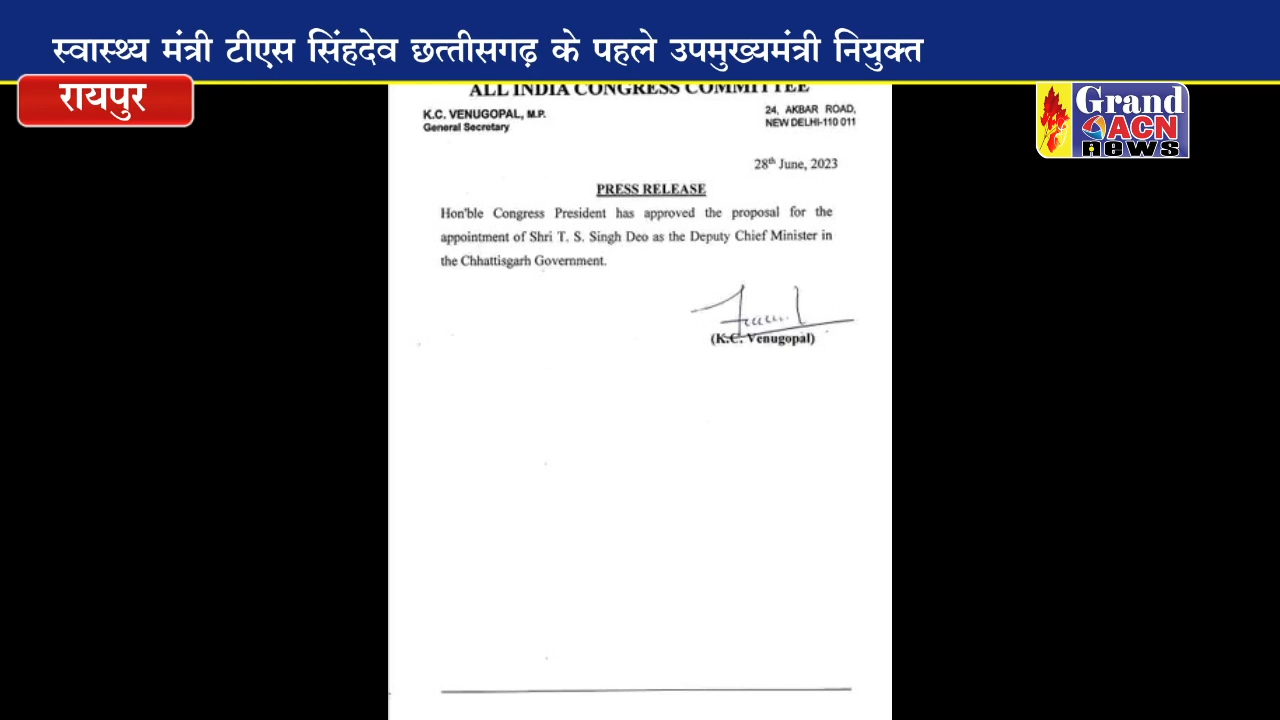 स्वास्थ्य मंत्री टीएस सिंहदेव छत्तीसगढ़ के पहले उपमुख्यमंत्री नियुक्त
रायपुर
Grand
ACN
news
ALL INDIA CONGRESS COMMITTEE
K.C. VENUGOPAL, M.P.
General Secretary
24, AKBAR ROAD,
NEW DELHI-110 011
28th June, 2023
PRESS RELEASE
Hon'ble Congress President has approved the proposal for the
appointment of Shri T. S. Singh Deo as the Deputy Chief Minister in
the Chhattisgarh Government.
(K.C. Venugopal)